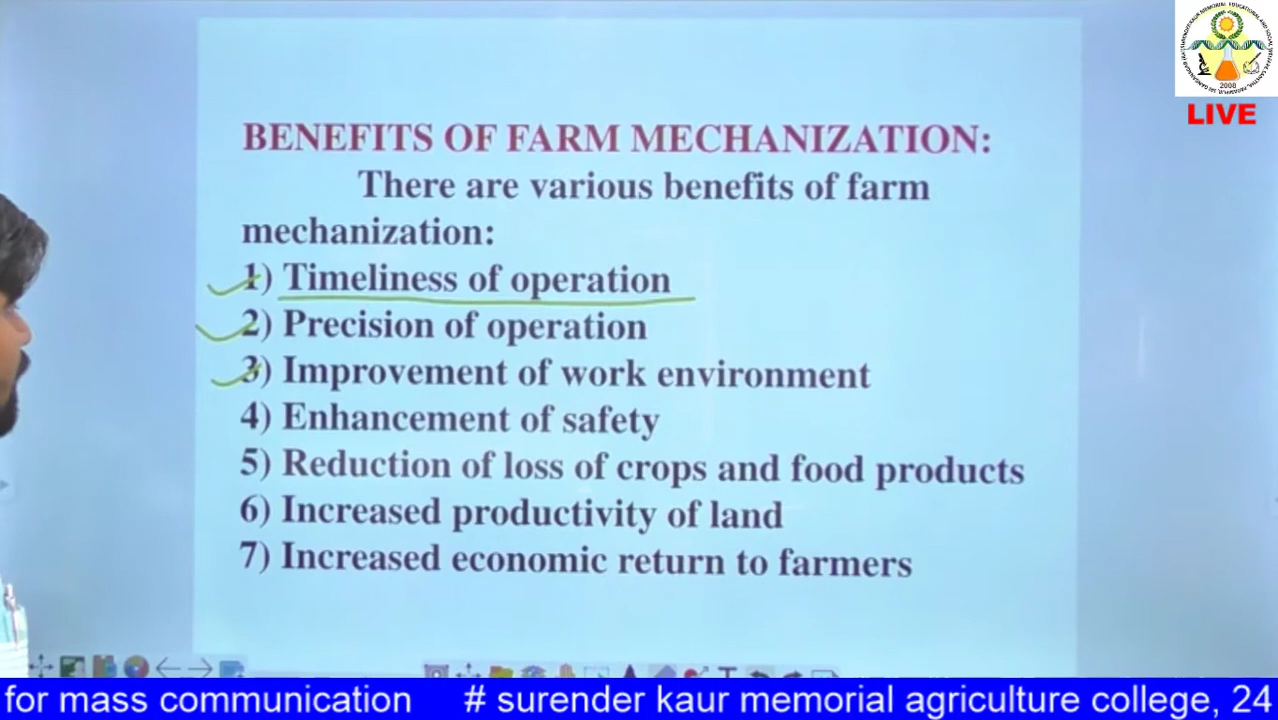 2008
LIVE
BENEFITS OF FARM MECHANIZATION:
There are various benefits of farm
mechanization:
1) Timeliness of operation
2) Precision of operation
3) Improvement of work environment
4) Enhancement of safety
5) Reduction of loss of crops and food products
6) Increased productivity of land
7) Increased economic return to farmers
for mass communication # surender kaur memorial agriculture college, 24